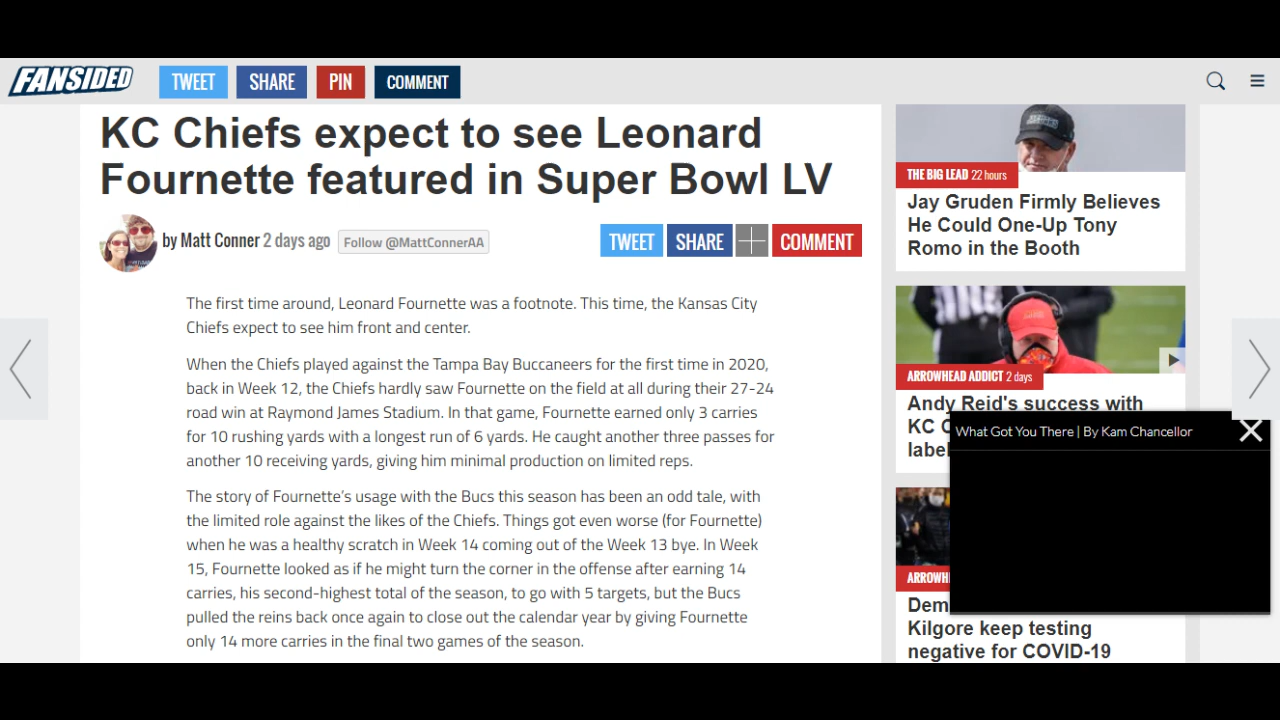 FANSIDED
TWEET
SHARE
PIN
COMMENT
KC Chiefs expect to see Leonard
Fournette featured in Super Bowl LV
by Matt Conner 2 days ago
Follow @MattConnerAA
TWEET
SHARE
COMMENT
The first time around, Leonard Fournette was a footnote. This time, the Kansas City
Chiefs expect to see him front and center.
When the Chiefs played against the Tampa Bay Buccaneers for the first time in 2020,
back in Week 12, the Chiefs hardly saw Fournette on the field at all during their 27-24
road win at Raymond James Stadium. In that game, Fournette earned only 3 carries
for 10 rushing yards with a longest run of 6 yards. He caught another three passes for
another 10 receiving yards, giving him minimal production on limited reps.
The story of Fournette's usage with the Bucs this season has been an odd tale, with
the limited role against the likes of the Chiefs. Things got even worse (for Fournette)
when he was a healthy scratch in Week 14 coming out of the Week 13 bye. In Week
15, Fournette looked as if he might turn the corner in the offense after earning 14
carries, his second-highest total of the season, to go with 5 targets, but the Bucs
pulled the reins back once again to close out the calendar year by giving Fournette
only 14 more carries in the final two games of the season.
THE BIG LEAD 22 hours
Jay Gruden Firmly Believes
He Could One-Up Tony
Romo in the Booth
ARROWHEAD ADDICT 2 days
Andy Reid's success with
KC
What Got You There | By Kam Chancellor
Kilgore keep testing
negative for COVID-19